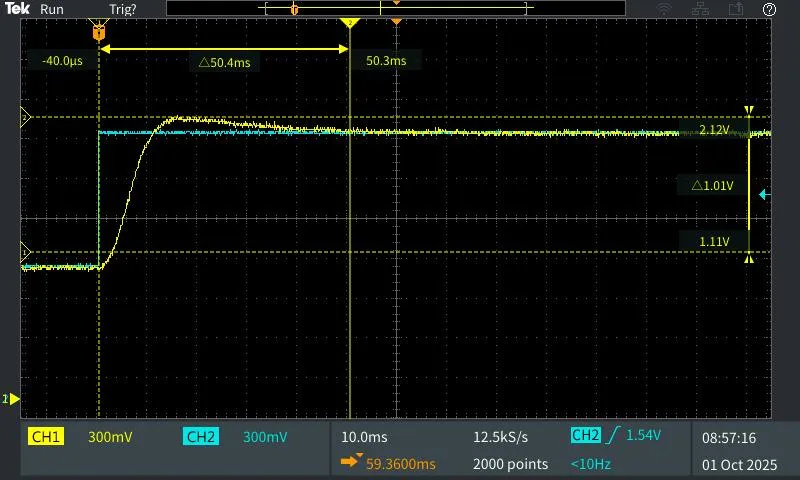 Tek Run Trig?
-40.0µs △50.4ms 50.3ms
2.12V
△1.01V
1.11V
CH1 300mV CH2 300mV 10.0ms 12.5kS/s CH2 1.54V 08:57:16
59.3600ms 2000 points <10Hz 01 Oct 2025